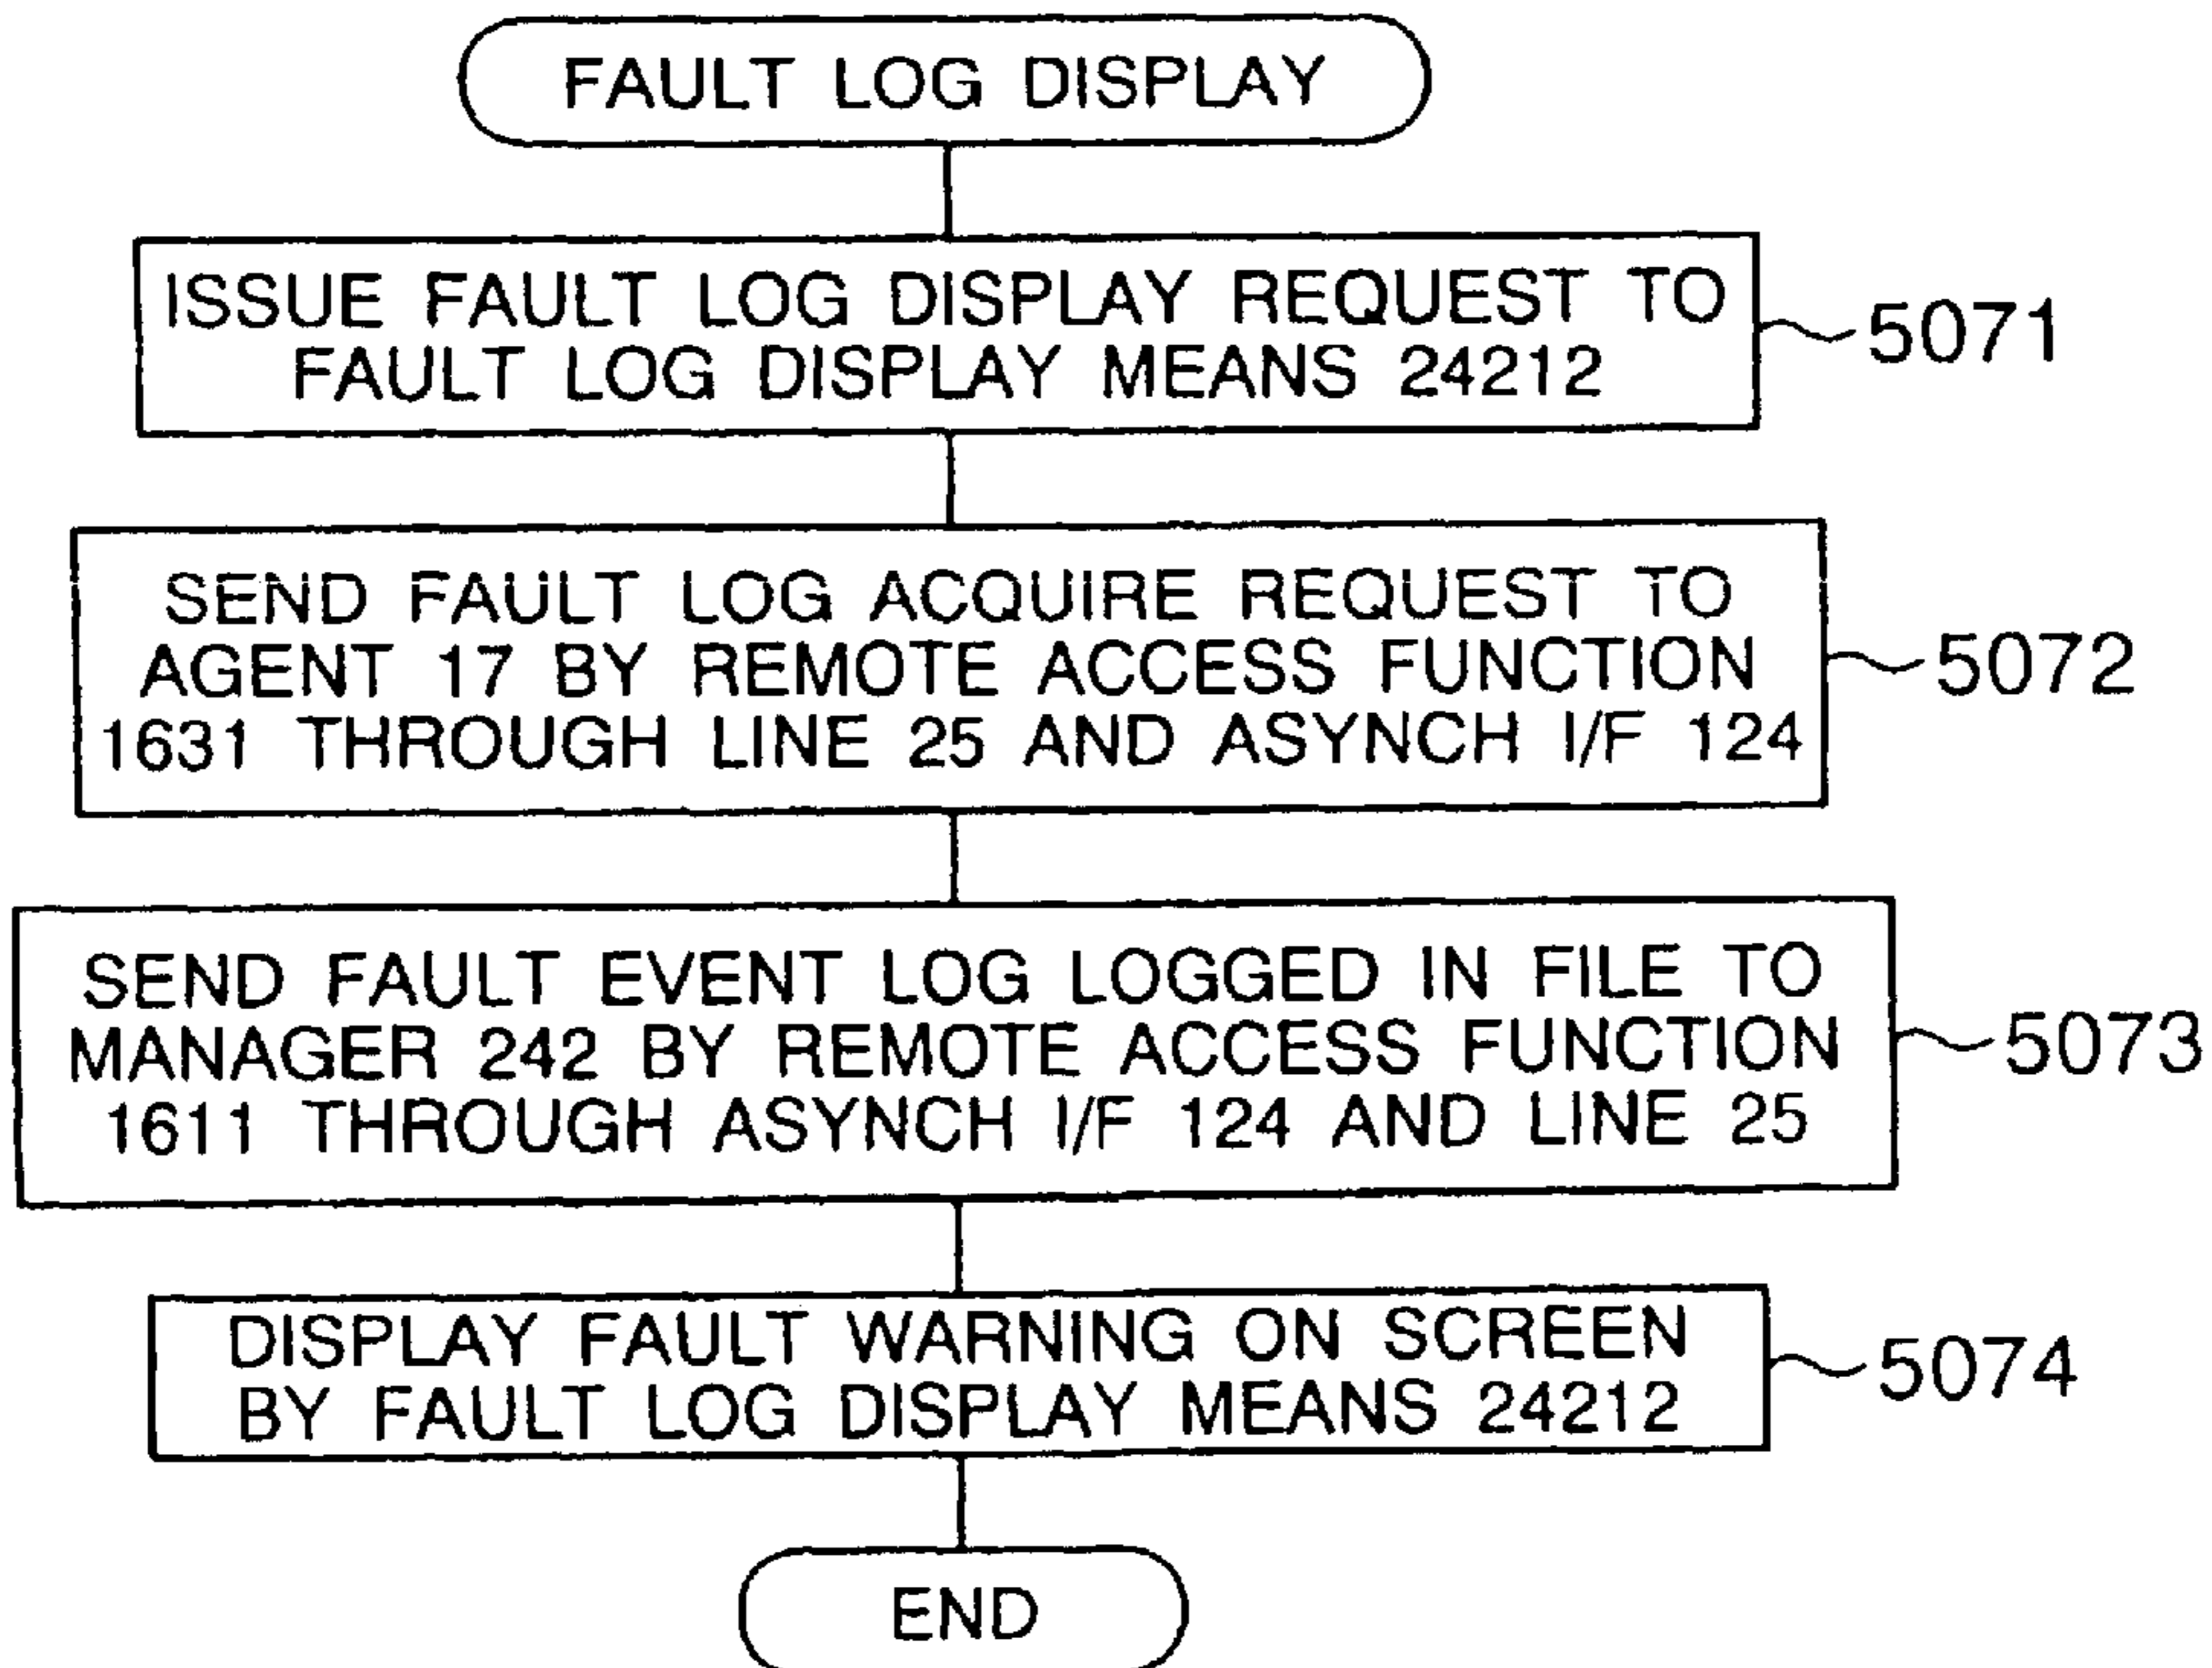 FAULT LOG DISPLAY
ISSUE FAULT LOG DISPLAY REQUEST TO
FAULT LOG DISPLAY MEANS 24212
5071
SEND FAULT LOG ACQUIRE REQUEST TO
AGENT 17 BY REMOTE ACCESS FUNCTION
1631 THROUGH LINE 25 AND ASYNCH I/F 124
5072
SEND FAULT EVENT LOG LOGGED IN FILE TO
MANAGER 242 BY REMOTE ACCESS FUNCTION
1611 THROUGH ASYNCH I/F 124 AND LINE 25
5073
DISPLAY FAULT WARNING ON SCREEN
BY FAULT LOG DISPLAY MEANS 24212
5074
END